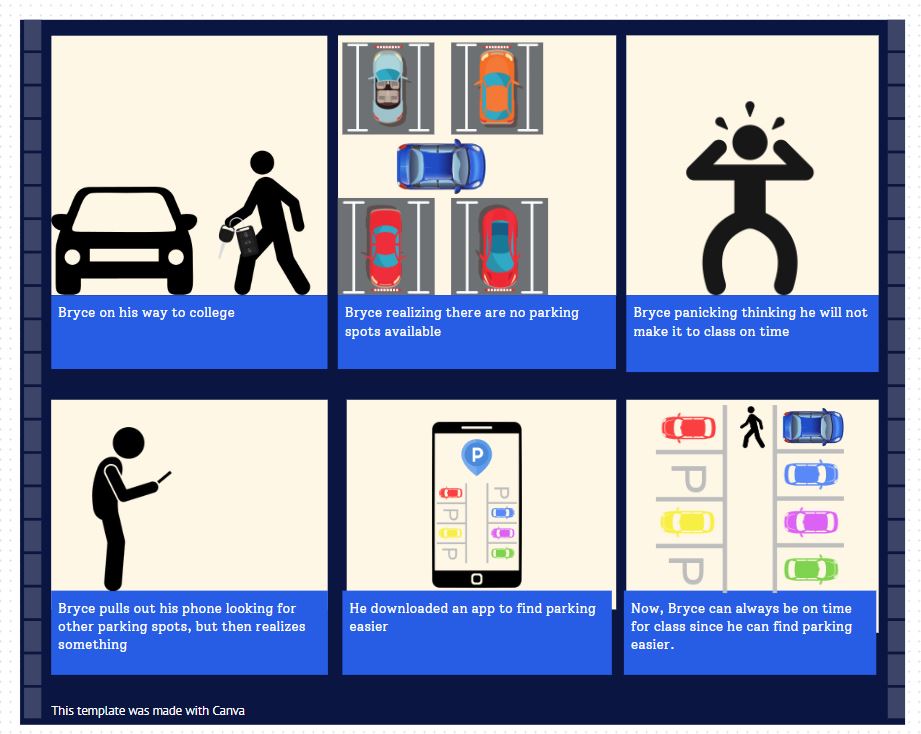 Bryce on his way to college
Bryce realizing there are no parking
spots available
Bryce panicking thinking he will not
make it to class on time
P
P
P
P
P
P
P
Bryce pulls out his phone looking for
other parking spots, but then realizes
something
He downloaded an app to find parking
easier
Now, Bryce can always be on time
for class since he can find parking
easier.
This template was made with Canva